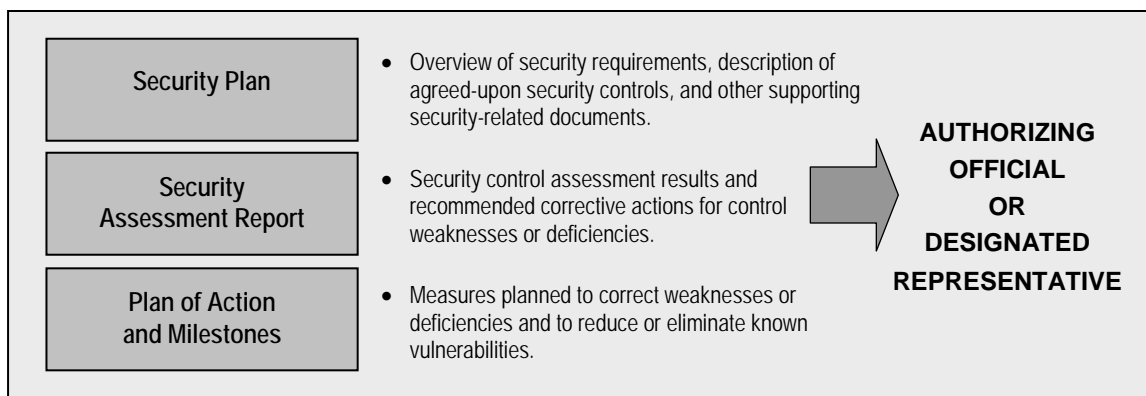 Security Plan
• Overview of security requirements, description of
agreed-upon security controls, and other supporting
security-related documents.
Security
Assessment Report
• Security control assessment results and
recommended corrective actions for control
weaknesses or deficiencies.
Plan of Action
and Milestones
• Measures planned to correct weaknesses or
deficiencies and to reduce or eliminate known
vulnerabilities.
AUTHORIZING
OFFICIAL
OR
DESIGNATED
REPRESENTATIVE